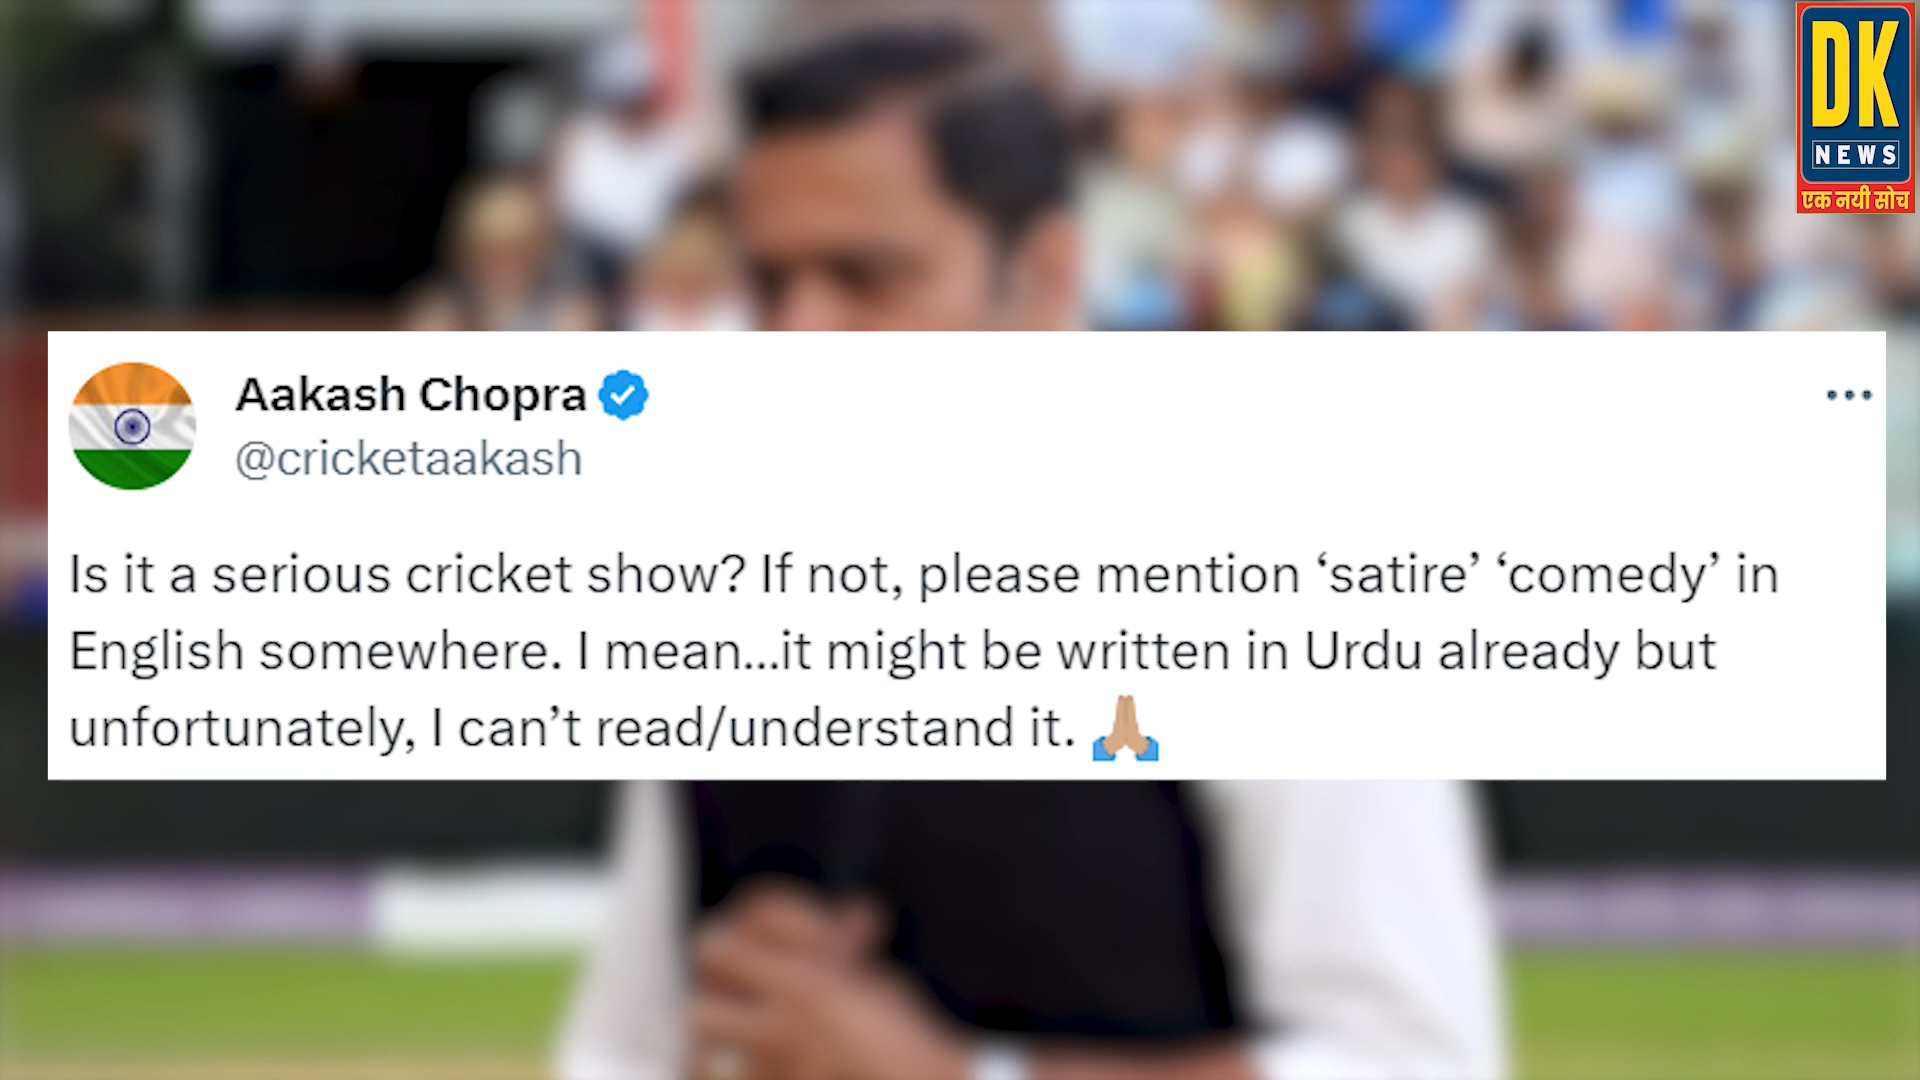 DK
NEWS
एक नयी सोच
Aakash Chopra
@cricketaakash
Is it a serious cricket show? If not, please mention ‘satire’ ‘comedy’ in
English somewhere. I mean...it might be written in Urdu already but
unfortunately, I can’t read/understand it. 🙏🏽